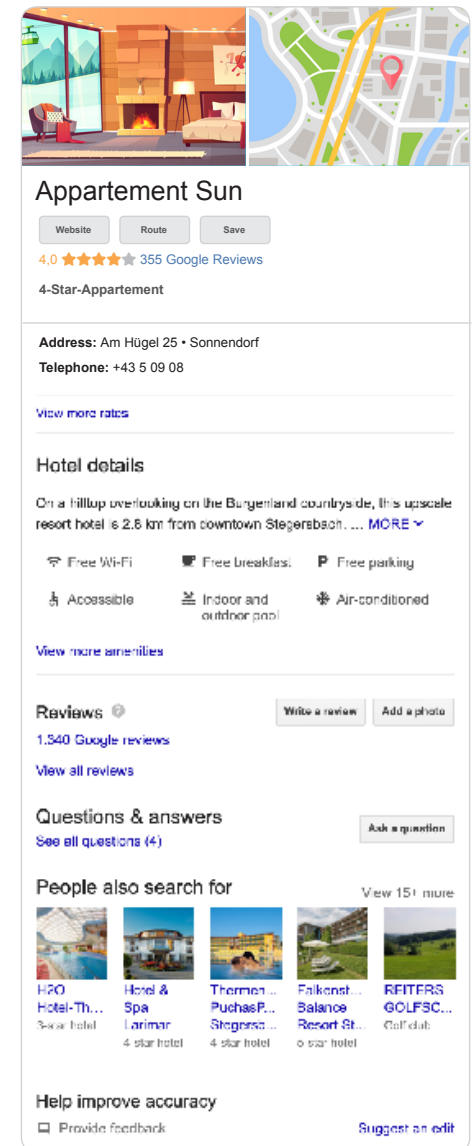 Appartement Sun
Website Route Save
4,0 355 Google Reviews
4-Star-Appartement
Address: Am Hügel 25 • Sonnendorf
Telephone: +43 5 09 08
View more rates
Hotel details
On a hilltop overlooking on the Burgenland countryside, this upscale
resort hotel is 2.8 km from downtown Stegersbach. ... MORE
Free Wi-Fi Free breakfast P Free parking
Accessible Indoor and outdoor pool Air-conditioned
View more amenities
Reviews Write a review Add a photo
1.340 Google reviews
View all reviews
Questions & answers Ask a question
See all questions (4)
People also search for View 15+ more
H2O Hotel-Th... 3-star hotel
Hotel & Spa Larimar 4-star hotel
Thermen... PuchasP... Stegersb... 4-star hotel
Falkenst... Balance Resort St... 5-star hotel
REITERS GOLFSC... Golf club
Help improve accuracy
Provide feedback Suggest an edit